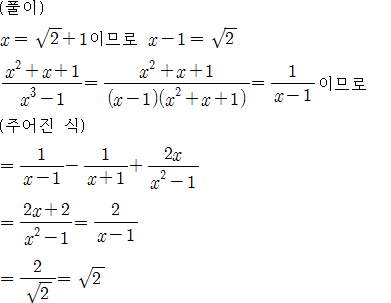 (풀이)
x = √2+1이므로 x−1 = √2
(x²+x+1)/(x³−1) = (x²+x+1)/((x−1)(x²+x+1)) = 1/(x−1) 이므로
(주어진 식)
= 1/(x−1) − 1/(x+1) + 2x/(x²−1)
= (2x+2)/(x²−1) = 2/(x−1)
= 2/√2 = √2